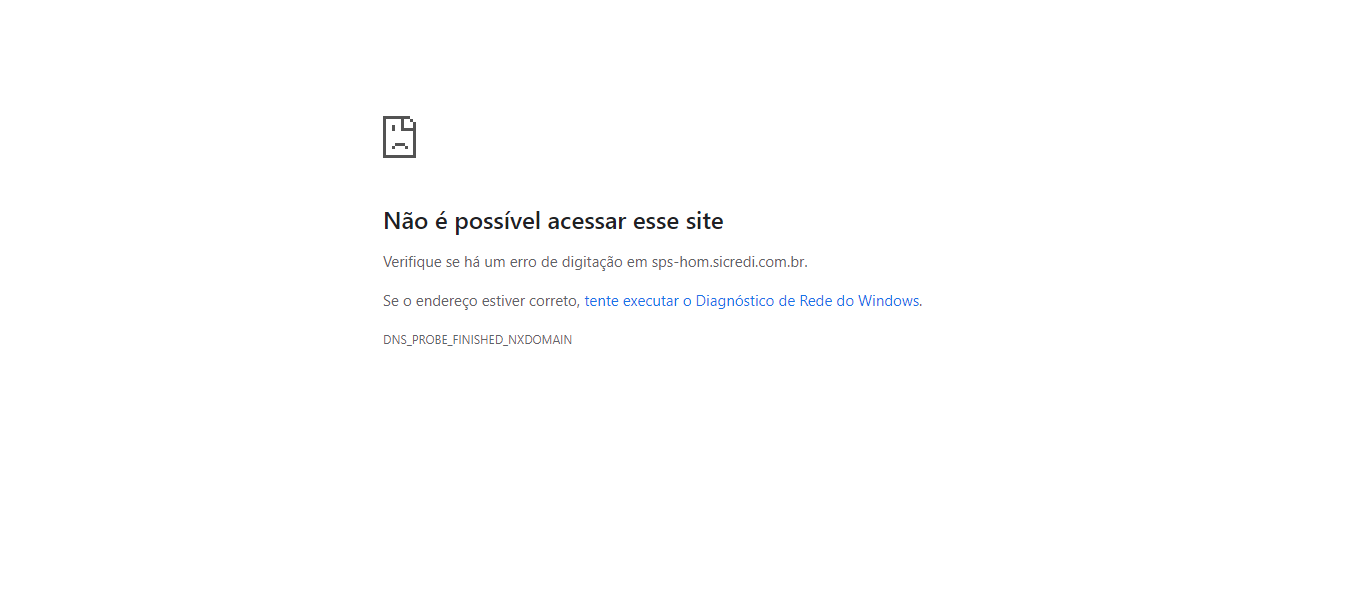 Não é possível acessar esse site
Verifique se há um erro de digitação em sps-hom.sicredi.com.br.
Se o endereço estiver correto, tente executar o Diagnóstico de Rede do Windows.
DNS_PROBE_FINISHED_NXDOMAIN